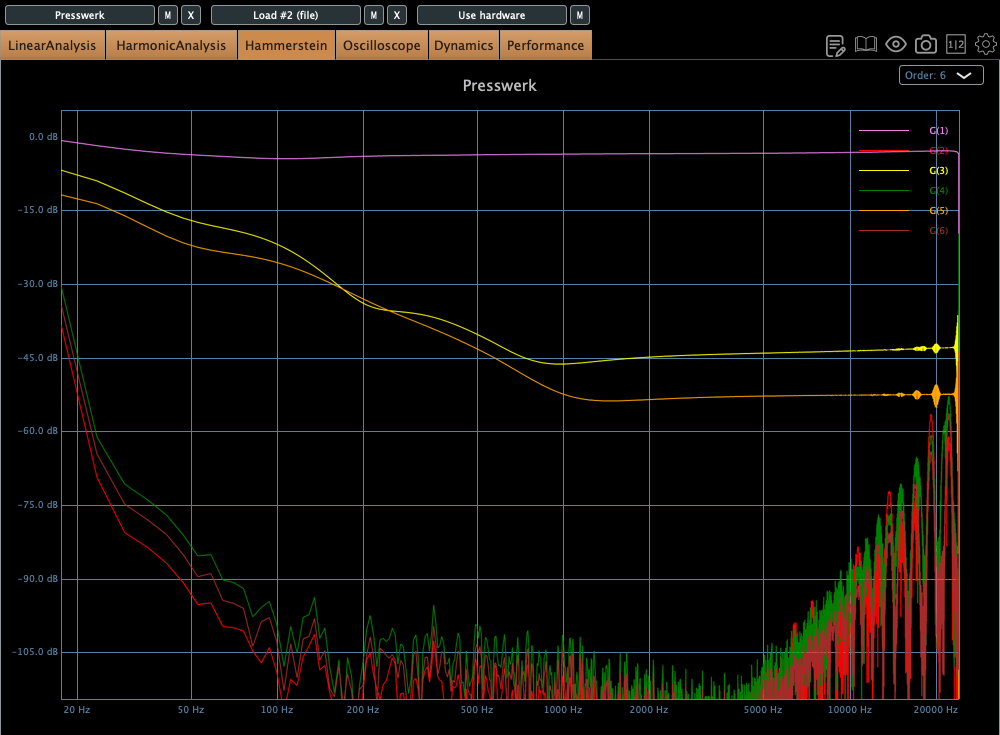 Presswerk M X Load #2 (file) M X Use hardware M
LinearAnalysis HarmonicAnalysis Hammerstein Oscilloscope Dynamics Performance
1|2
Order: 6
Presswerk
0.0 dB
-15.0 dB
-30.0 dB
-45.0 dB
-60.0 dB
-75.0 dB
-90.0 dB
-105.0 dB
G(1)
G(2)
G(3)
G(4)
G(5)
G(6)
20 Hz 50 Hz 100 Hz 200 Hz 500 Hz 1000 Hz 2000 Hz 5000 Hz 10000 Hz 20000 Hz